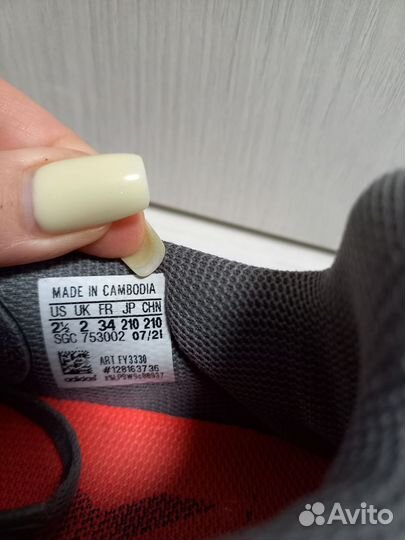 MADE IN CAMBODIA
US UK FR JP CHN
2½ 2 34 210 210
SGC 753002 07/21
ART FY3330
#128163736
adidas
Avito